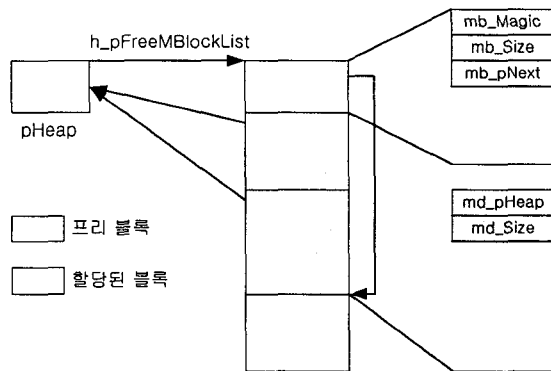 h_pFreeMBlockList
pHeap
프리 블록
할당된 블록
mb_Magic
mb_Size
mb_pNext
md_pHeap
md_Size